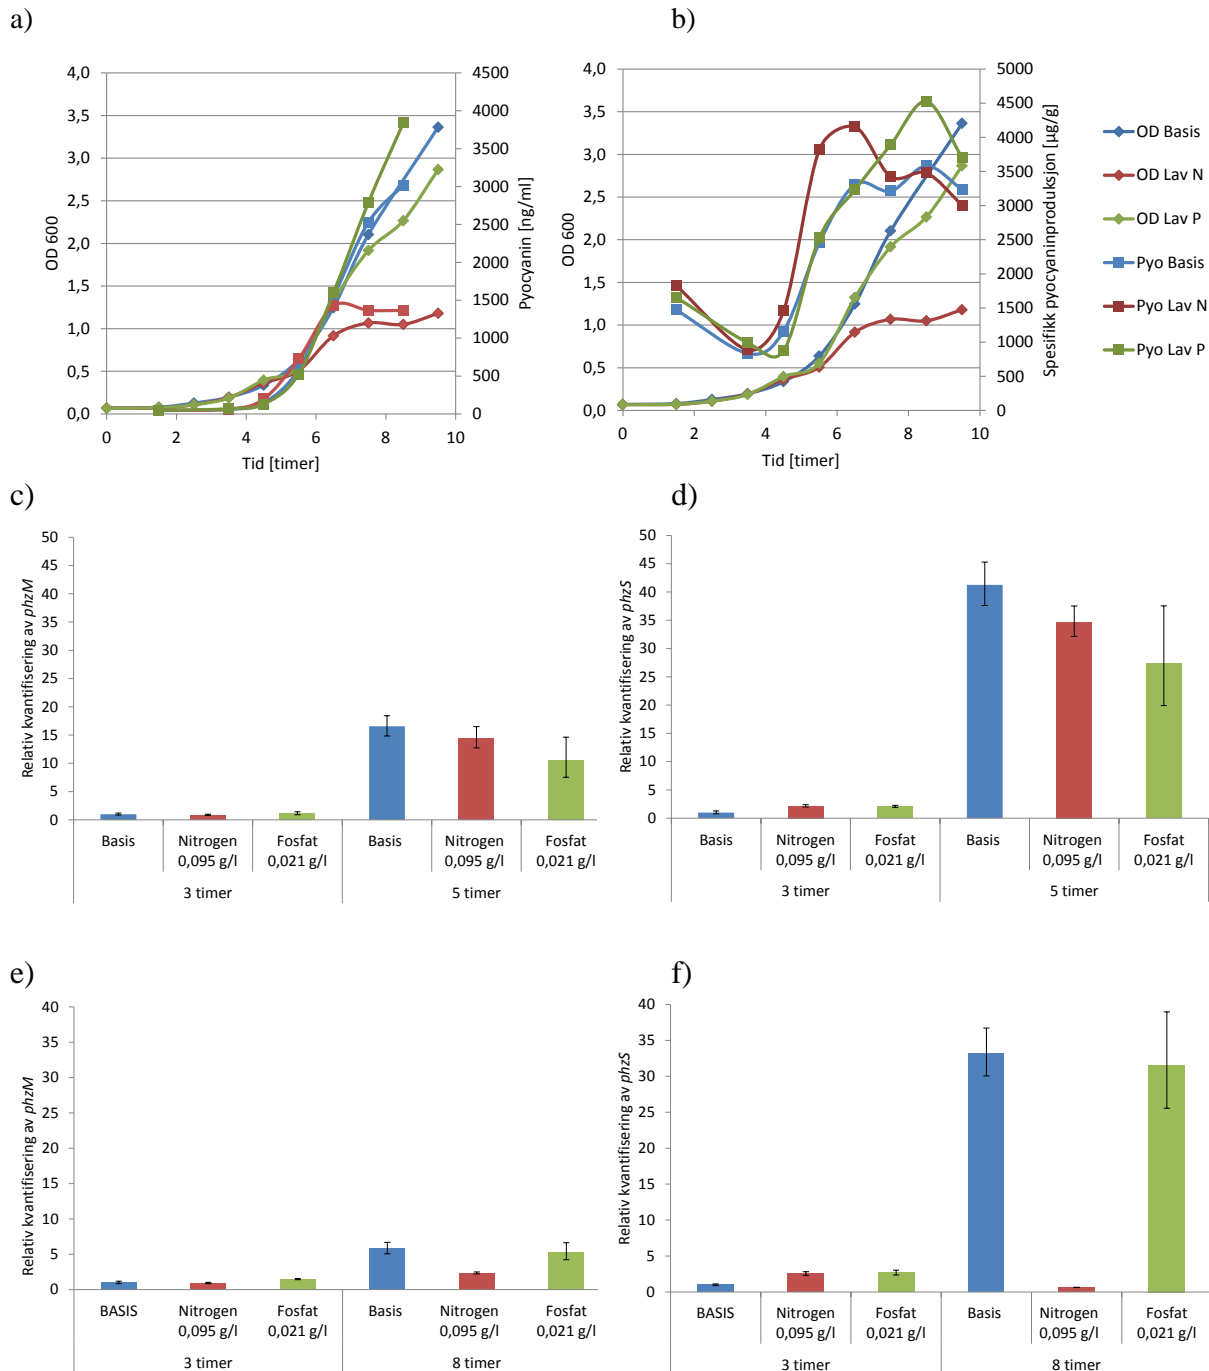 a)
4,0
3,5
3,0
2,5
2,0
1,5
1,0
0,5
0,0
OD 600
4500
4000
3500
3000
2500
2000
1500
1000
500
0
Pyocyanin [ng/ml]
0 2 4 6 8 10
Tid [timer]
b)
4,0
3,5
3,0
2,5
2,0
1,5
1,0
0,5
0,0
OD 600
5000
4500
4000
3500
3000
2500
2000
1500
1000
500
0
Spesifikk pyocyaninproduksjon [µg/g]
0 2 4 6 8 10
Tid [timer]
OD Basis
OD Lav N
OD Lav P
Pyo Basis
Pyo Lav N
Pyo Lav P
c)
50
45
40
35
30
25
20
15
10
5
0
Relativ kvantifisering av phzM
Basis Nitrogen Fosfat Basis Nitrogen Fosfat
0,095 g/l 0,021 g/l 0,095 g/l 0,021 g/l
3 timer 5 timer
d)
50
45
40
35
30
25
20
15
10
5
0
Relativ kvantifisering av phzS
Basis Nitrogen Fosfat Basis Nitrogen Fosfat
0,095 g/l 0,021 g/l 0,095 g/l 0,021 g/l
3 timer 5 timer
e)
40
35
30
25
20
15
10
5
0
Relativ kvantifisering av phzM
BASIS Nitrogen Fosfat Basis Nitrogen Fosfat
0,095 g/l 0,021 g/l 0,095 g/l 0,021 g/l
3 timer 8 timer
f)
40
35
30
25
20
15
10
5
0
Relativ kvantifisering av phzS
BASIS Nitrogen Fosfat Basis Nitrogen Fosfat
0,095 g/l 0,021 g/l 0,095 g/l 0,021 g/l
3 timer 8 timer